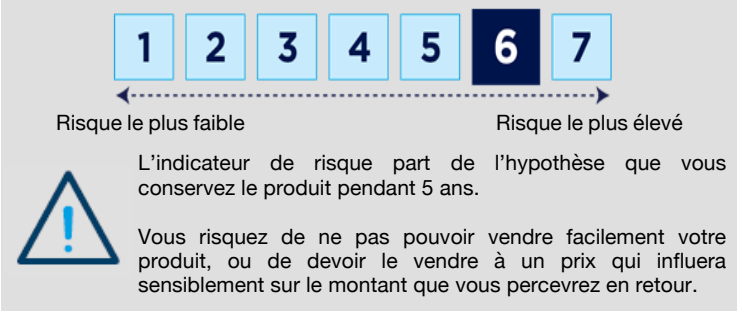 1 2 3 4 5 6 7
Risque le plus faible Risque le plus élevé
L’indicateur de risque part de l’hypothèse que vous
conservez le produit pendant 5 ans.
Vous risquez de ne pas pouvoir vendre facilement votre
produit, ou de devoir le vendre à un prix qui influera
sensiblement sur le montant que vous percevrez en retour.